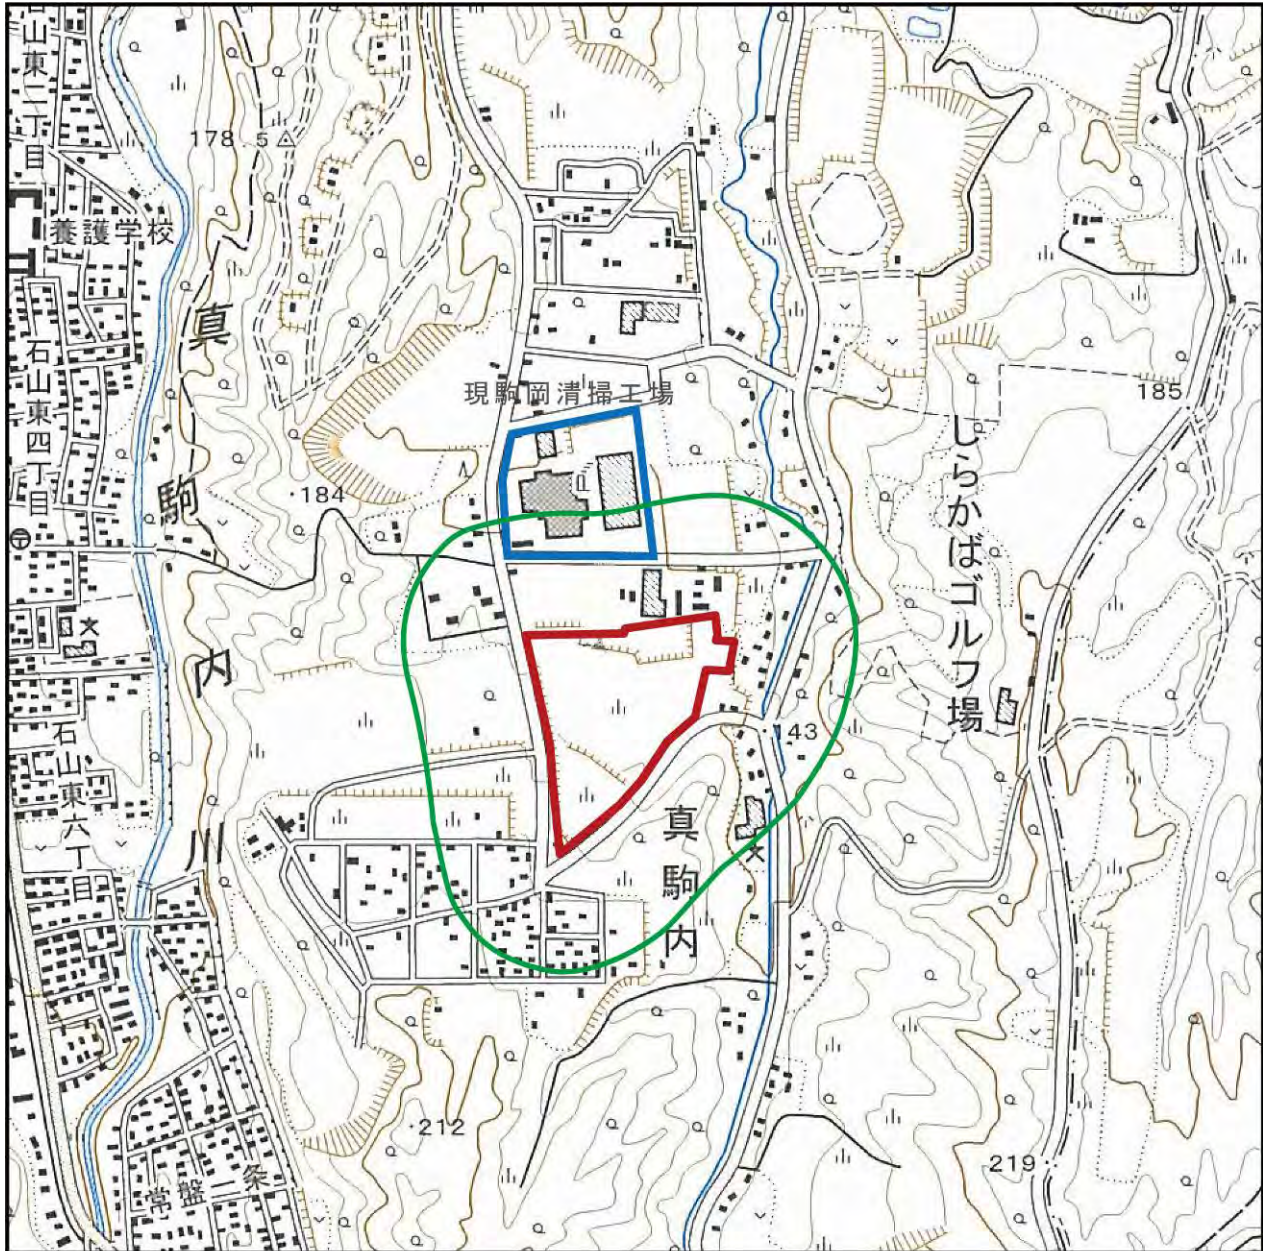 山東二丁目
178.5
養護学校
真駒内川
石山東四丁目
現駒岡清掃工場
185
しらかばゴルフ場
・184
143
石山東六丁目
真駒内
・212
219
常盤一条